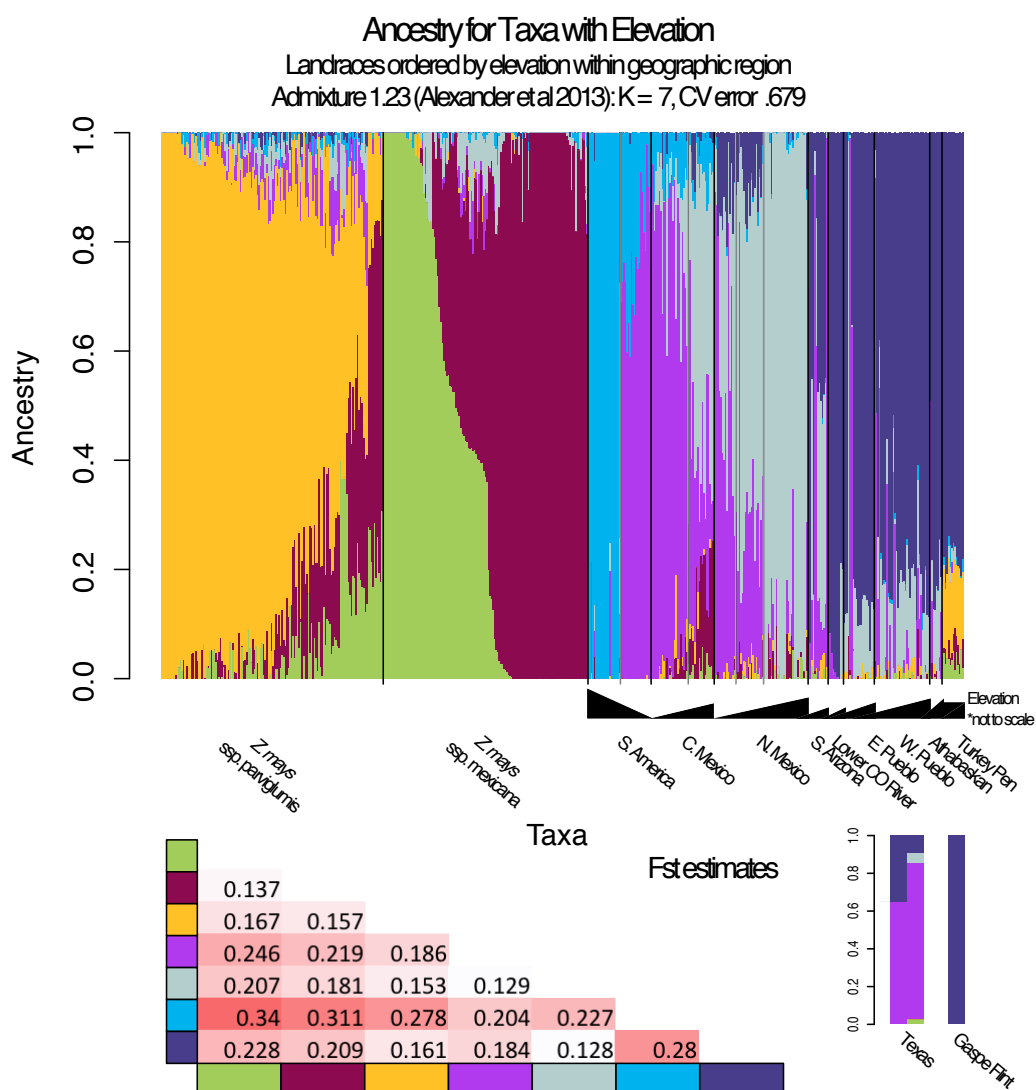 Ancestry for Taxa with Elevation
Landraces ordered by elevation within geographic region
Admixture 1.23 (Alexander et al 2013): K = 7, CV error .679
Ancestry
1.0
0.8
0.6
0.4
0.2
0.0
Elevation
*not to scale
Z. mays
ssp. parviglumis
Z. mays
ssp. mexicana
S. America
C. Mexico
N. Mexico
S. Arizona
Lower CO River
E. Pueblo
W. Pueblo
Athabaskan
Turkey Pen
Taxa
Fst estimates
0.137
0.167 0.157
0.246 0.219 0.186
0.207 0.181 0.153 0.129
0.34 0.311 0.278 0.204 0.227
0.228 0.209 0.161 0.184 0.128 0.28
1.0
0.8
0.6
0.4
0.2
0.0
Texas
Gaspe Flint